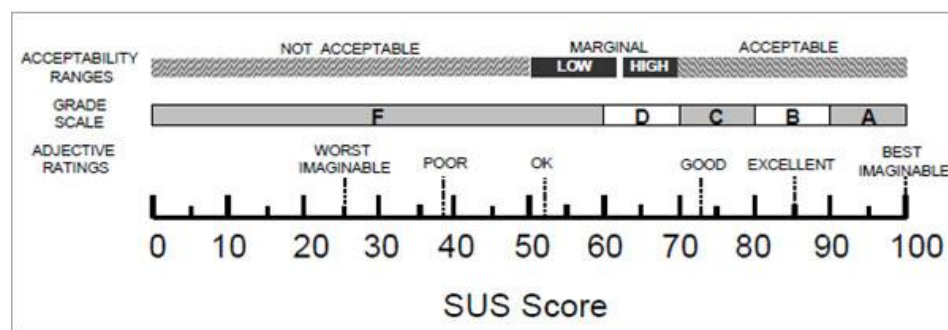 NOT ACCEPTABLE MARGINAL ACCEPTABLE
ACCEPTABILITY RANGES LOW HIGH
GRADE SCALE F D C B A
ADJECTIVE RATINGS
WORST IMAGINABLE POOR OK GOOD EXCELLENT BEST IMAGINABLE
0 10 20 30 40 50 60 70 80 90 100
SUS Score